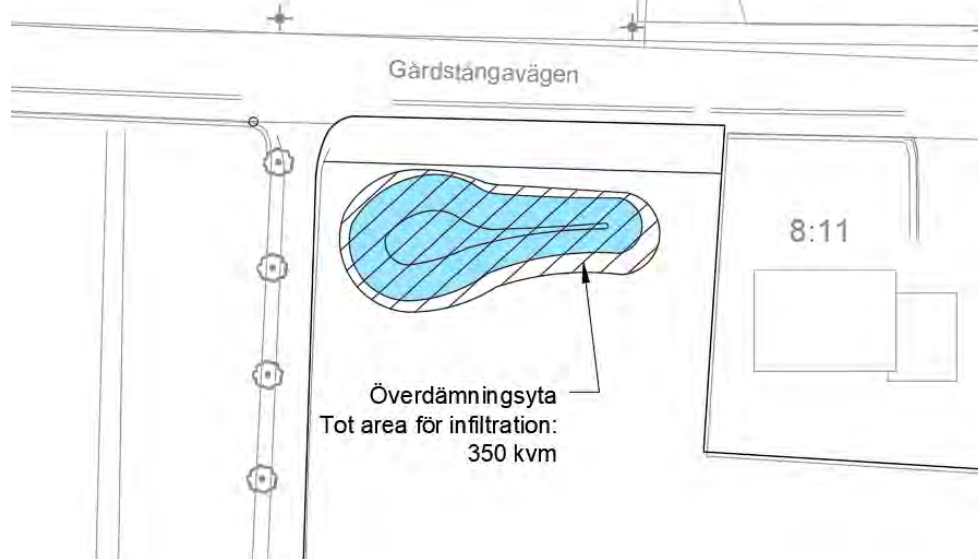 Gårdstångavägen
8:11
Överdämningsyta
Tot area för infiltration:
350 kvm